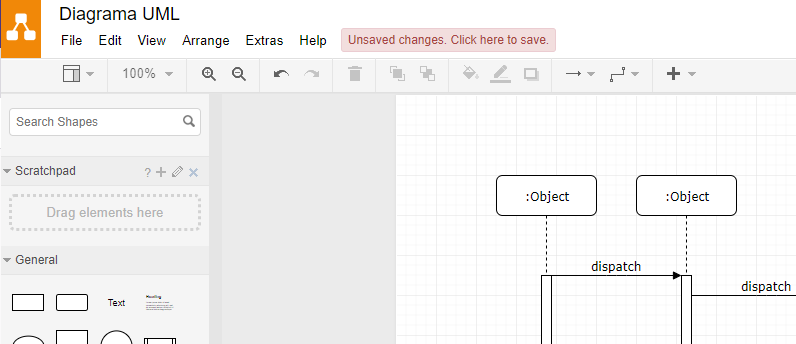 Diagrama UML
File Edit View Arrange Extras Help Unsaved changes. Click here to save.
100%
Search Shapes
Scratchpad ?
Drag elements here
General
Text
Heading
:Object :Object
dispatch
dispatch